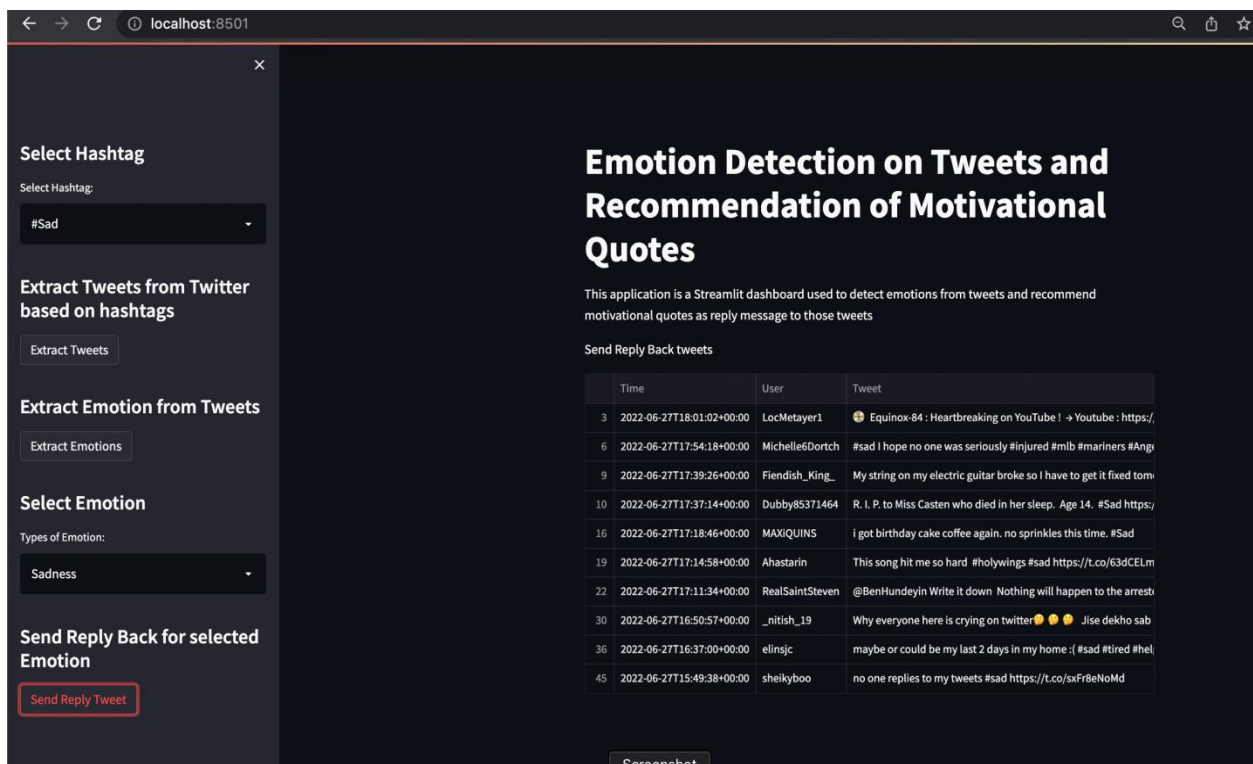 localhost:8501
Select Hashtag
Select Hashtag:
#Sad
Extract Tweets from Twitter
based on hashtags
Extract Tweets
Extract Emotion from Tweets
Extract Emotions
Select Emotion
Types of Emotion:
Sadness
Send Reply Back for selected
Emotion
Send Reply Tweet
Emotion Detection on Tweets and
Recommendation of Motivational
Quotes
This application is a Streamlit dashboard used to detect emotions from tweets and recommend
motivational quotes as reply message to those tweets
Send Reply Back tweets
Time User Tweet
3 2022-06-27T18:01:02+00:00 LocMetayer1 Equinox-84 : Heartbreaking on YouTube ! → Youtube : https:/
6 2022-06-27T17:54:18+00:00 Michelle6Dortch #sad I hope no one was seriously #injured #mlb #mariners #Ange
9 2022-06-27T17:39:26+00:00 Fiendish_King_ My string on my electric guitar broke so I have to get it fixed tom
10 2022-06-27T17:37:14+00:00 Dubby85371464 R. I. P. to Miss Casten who died in her sleep. Age 14. #Sad https:/
16 2022-06-27T17:18:46+00:00 MAXiQUINS i got birthday cake coffee again. no sprinkles this time. #Sad
19 2022-06-27T17:14:58+00:00 Ahastarin This song hit me so hard #holywings #sad https://t.co/63dCELm
22 2022-06-27T17:11:34+00:00 RealSaintSteven @BenHundeyin Write it down Nothing will happen to the arrest
30 2022-06-27T16:50:57+00:00 _nitish_19 Why everyone here is crying on twitter🤔 🤔 🤔 Jise dekho sab
36 2022-06-27T16:37:00+00:00 elinsjc maybe or could be my last 2 days in my home :( #sad #tired #hel
45 2022-06-27T15:49:38+00:00 sheikyboo no one replies to my tweets #sad https://t.co/sxFr8eNoMd
Screenshot